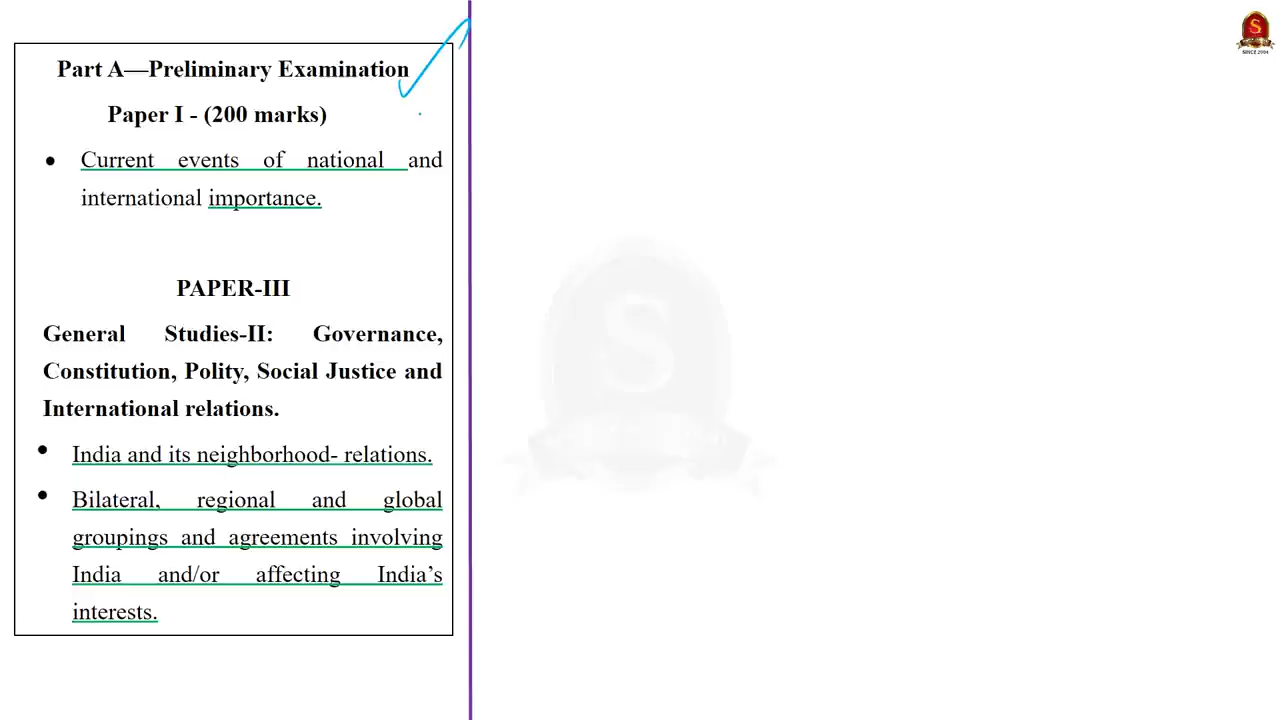 Part A—Preliminary Examination
Paper I - (200 marks)
• Current events of national and
international importance.
PAPER-III
General Studies-II: Governance,
Constitution, Polity, Social Justice and
International relations.
• India and its neighborhood- relations.
• Bilateral, regional and global
groupings and agreements involving
India and/or affecting India’s
interests.
S
SINCE 2004
S